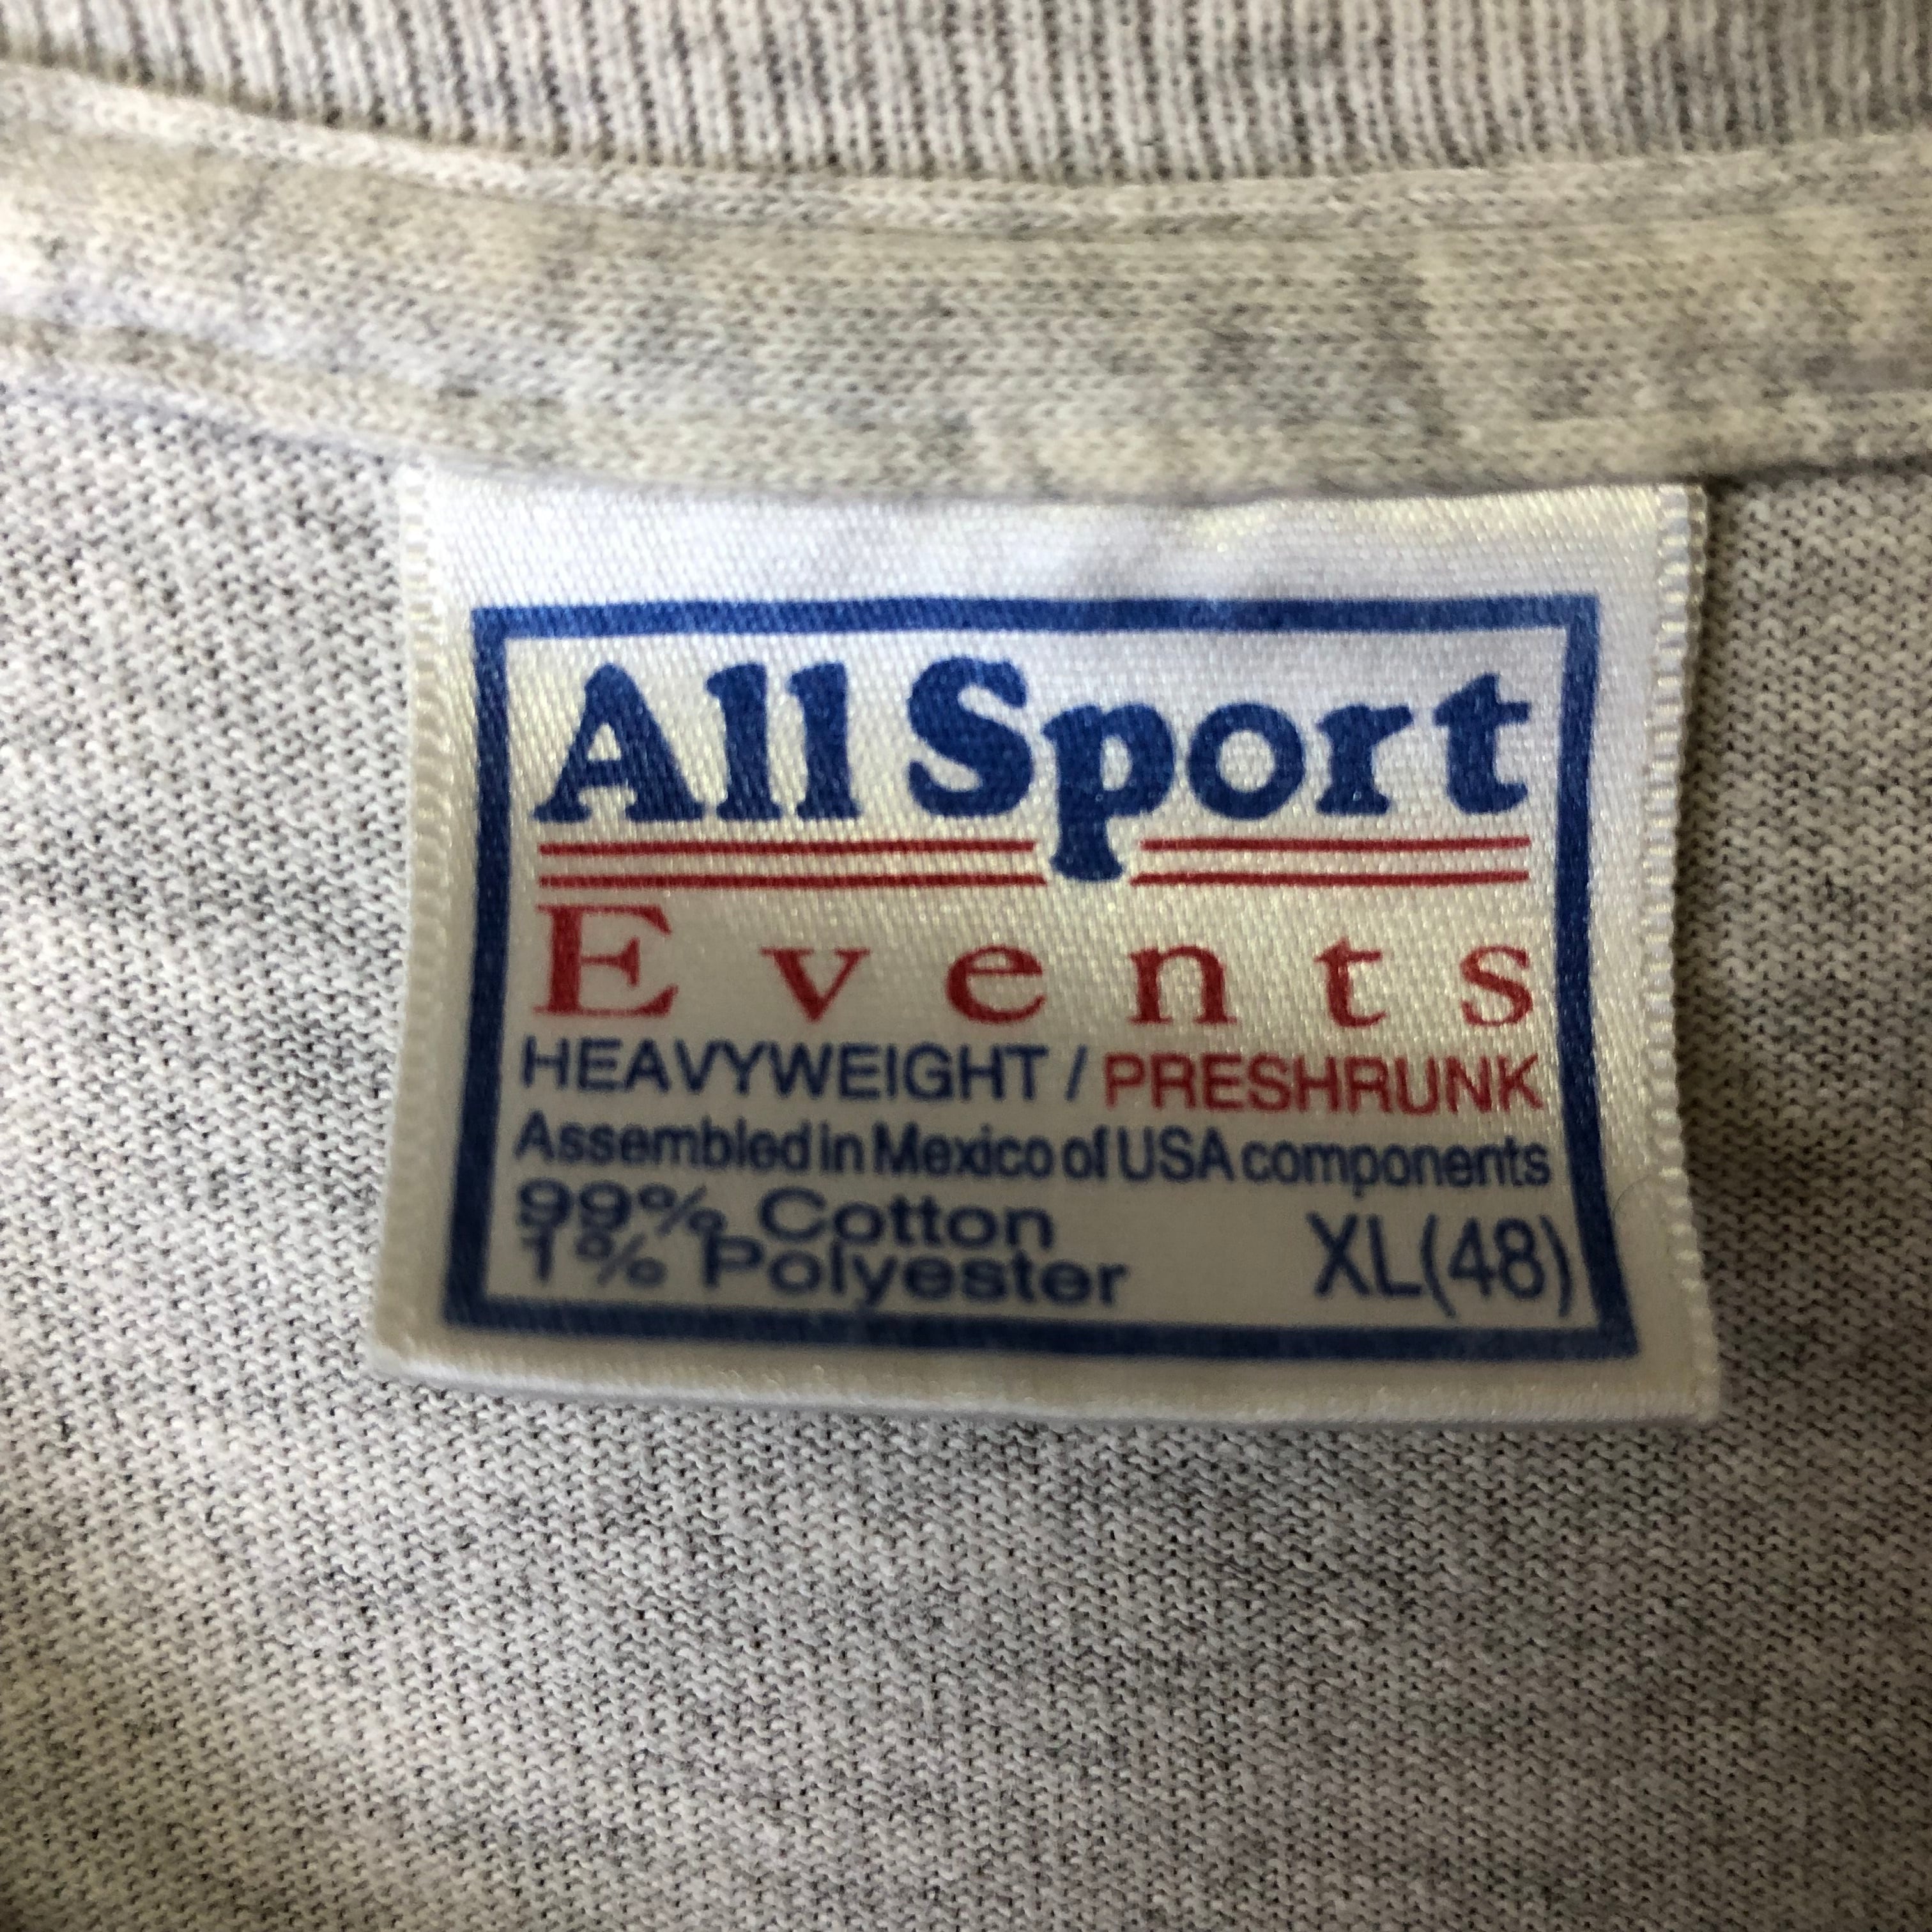 All Sport
Events
HEAVYWEIGHT / PRESHRUNK
Assembled in Mexico of USA components
99% Cotton
1% Polyester XL(48)